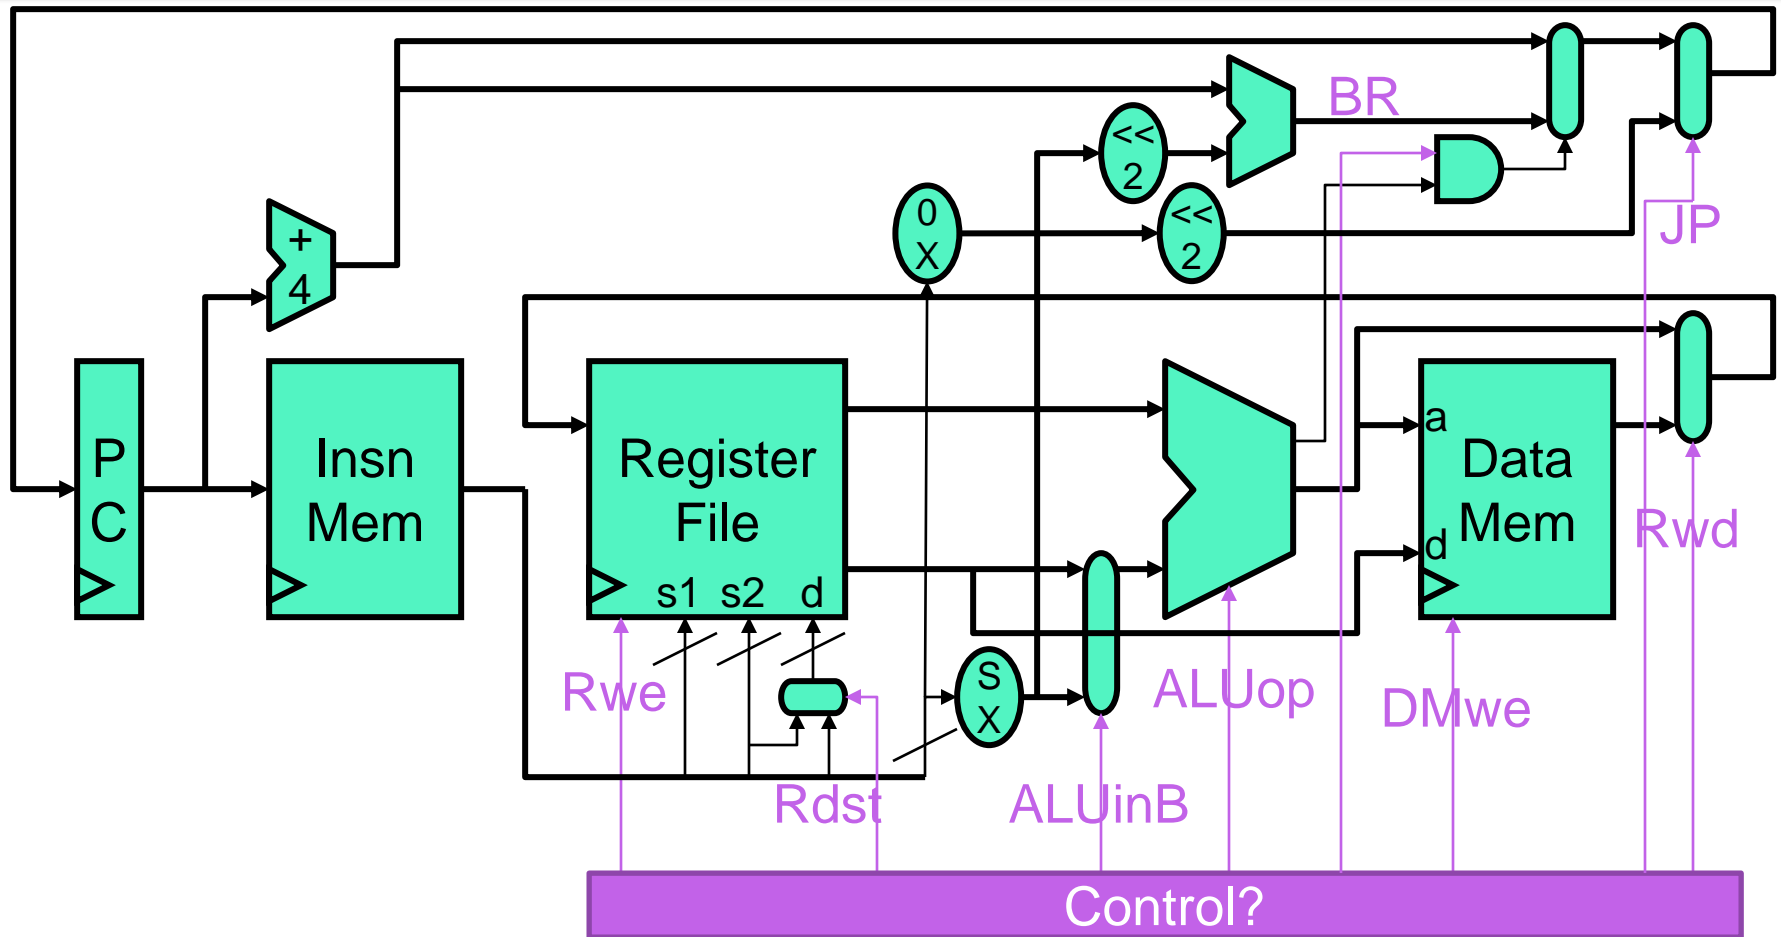 BR
<<
2
<<
2
0
X
JP
+
4
P
C
Insn
Mem
Register
File
s1 s2 d
a
Data
Mem
d
Rwd
S
X
Rwe
ALUop
DMwe
Rdst
ALUinB
Control?